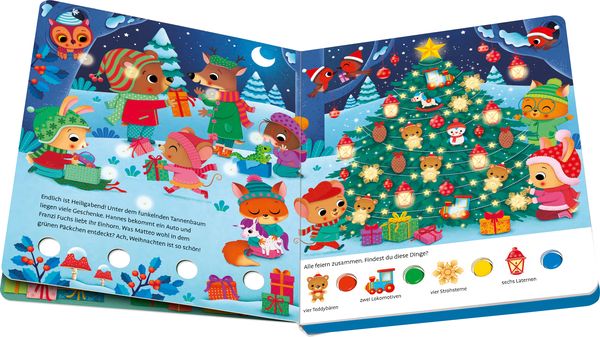 Endlich ist Heiligabend! Unter dem funkelnden Tannenbaum
liegen viele Geschenke. Hannes bekommt ein Auto und
Franzi Fuchs liebt ihr Einhorn. Was Matteo wohl in dem
grünen Päckchen entdeckt? Ach, Weihnachten ist so schön!
Alle feiern zusammen. Findest du diese Dinge?
vier Teddybären
zwei Lokomotiven
vier Strohsterne
sechs Laternen